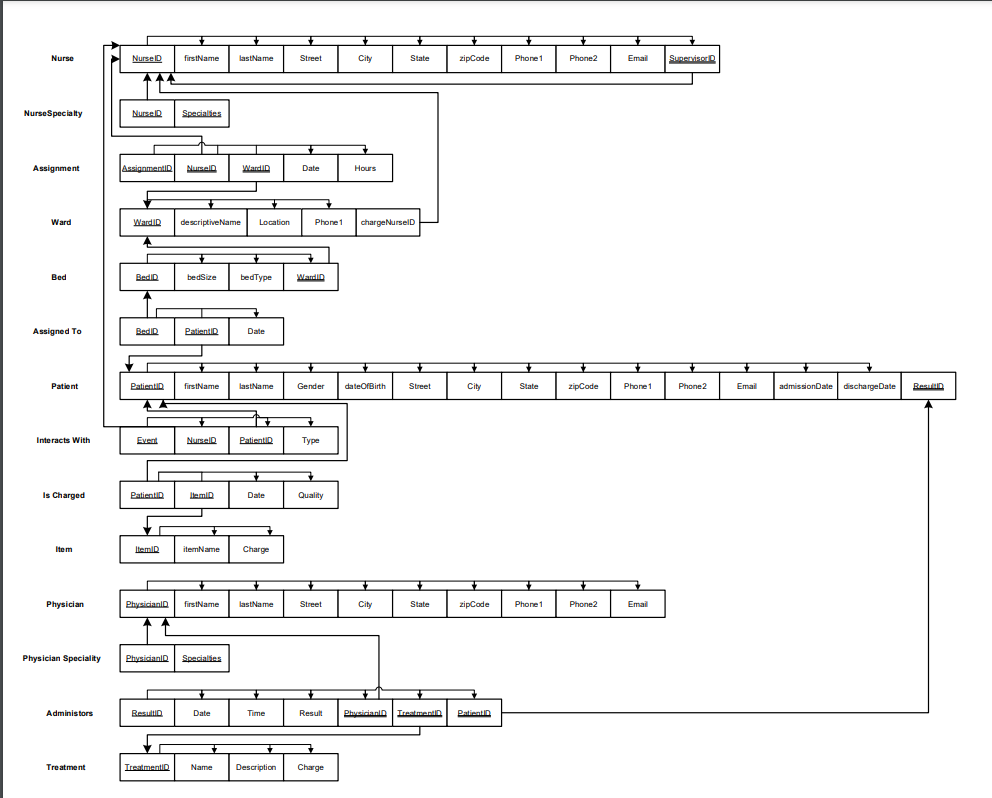 Nurse NurseID firstName lastName Street City State zipCode Phone1 Phone2 Email SupervisorID
NurseSpecialty NurseID Specialties
Assignment AssignmentID NurseID WardID Date Hours
Ward WardID descriptiveName Location Phone1 chargeNurseID
Bed BedID bedSize bedType WardID
Assigned To BedID PatientID Date
Patient PatientID firstName lastName Gender dateOfBirth Street City State zipCode Phone1 Phone2 Email admissionDate dischargeDate ResultID
Interacts With Event NurseID PatientID Type
Is Charged PatientID ItemID Date Quality
Item ItemID itemName Charge
Physician PhysicianID firstName lastName Street City State zipCode Phone1 Phone2 Email
Physician Speciality PhysicianID Specialties
Administors ResultID Date Time Result PhysicianID TreatmentID PatientID
Treatment TreatmentID Name Description Charge